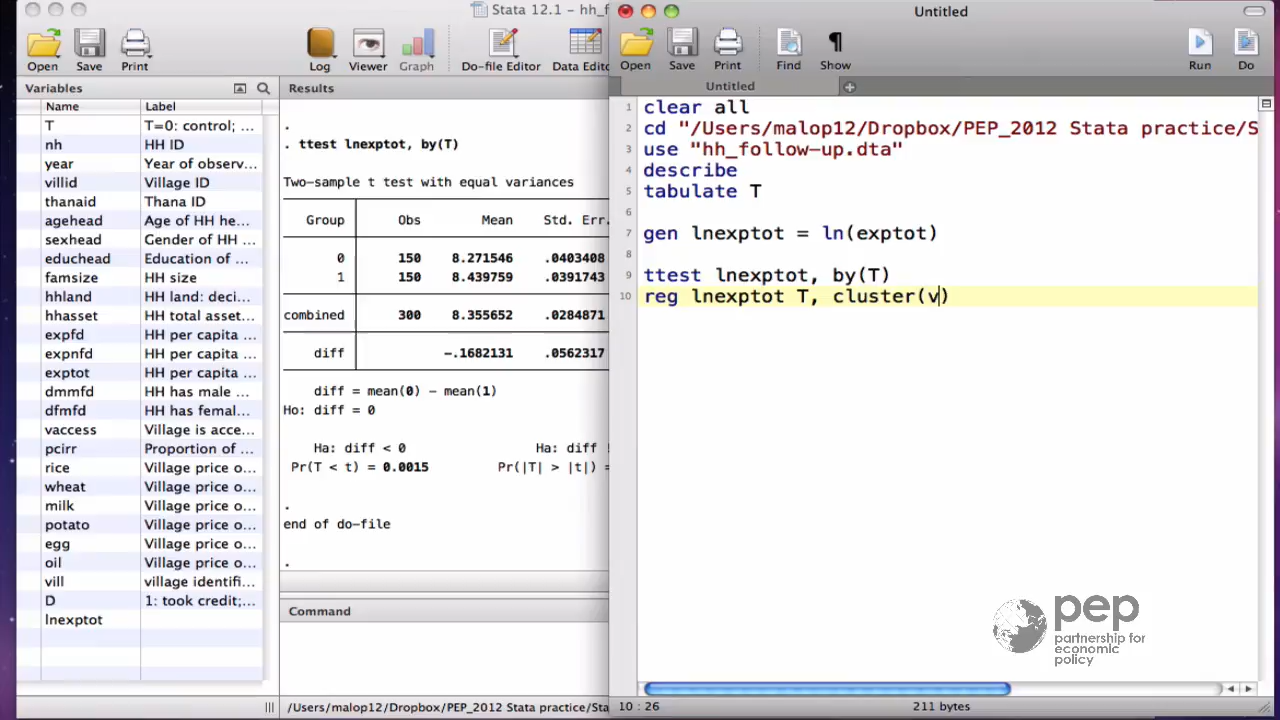 Stata 12.1 - hh_f
Untitled
Open Save Print Log Viewer Graph Do-file Editor Data Edito
Open Save Print Find Show Run Do
Variables
Name Label
T T=0: control; ...
nh HH ID
year Year of observ...
villid Village ID
thanaid Thana ID
agehead Age of HH he...
sexhead Gender of HH ...
educhead Education of ...
famsize HH size
hhland HH land: deci...
hhasset HH total asset...
expfd HH per capita ...
expnfd HH per capita ...
exptot HH per capita ...
dmmfd HH has male ...
dfmfd HH has femal...
vaccess Village is acce...
pcirr Proportion of ...
rice Village price o...
wheat Village price o...
milk Village price o...
potato Village price o...
egg Village price o...
oil Village price o...
vill village identifi...
D 1: took credit;...
lnexptot
Results
.
. ttest lnexptot, by(T)
Two-sample t test with equal variances
Group Obs Mean Std. Err.
0 150 8.271546 .0403408
1 150 8.439759 .0391743
combined 300 8.355652 .0284871
diff -.1682131 .0562317
diff = mean(0) - mean(1)
Ho: diff = 0
Ha: diff < 0 Ha: diff !
Pr(T < t) = 0.0015 Pr(|T| > |t|) =
.
end of do-file
.
Command
/Users/malop12/Dropbox/PEP_2012 Stata practice/Sta
Untitled
1 clear all
2 cd "/Users/malop12/Dropbox/PEP_2012 Stata practice/S
3 use "hh_follow-up.dta"
4 describe
5 tabulate T
6
7 gen lnexptot = ln(exptot)
8
9 ttest lnexptot, by(T)
10 reg lnexptot T, cluster(v)
pep
partnership for
economic
policy
10 : 26 211 bytes